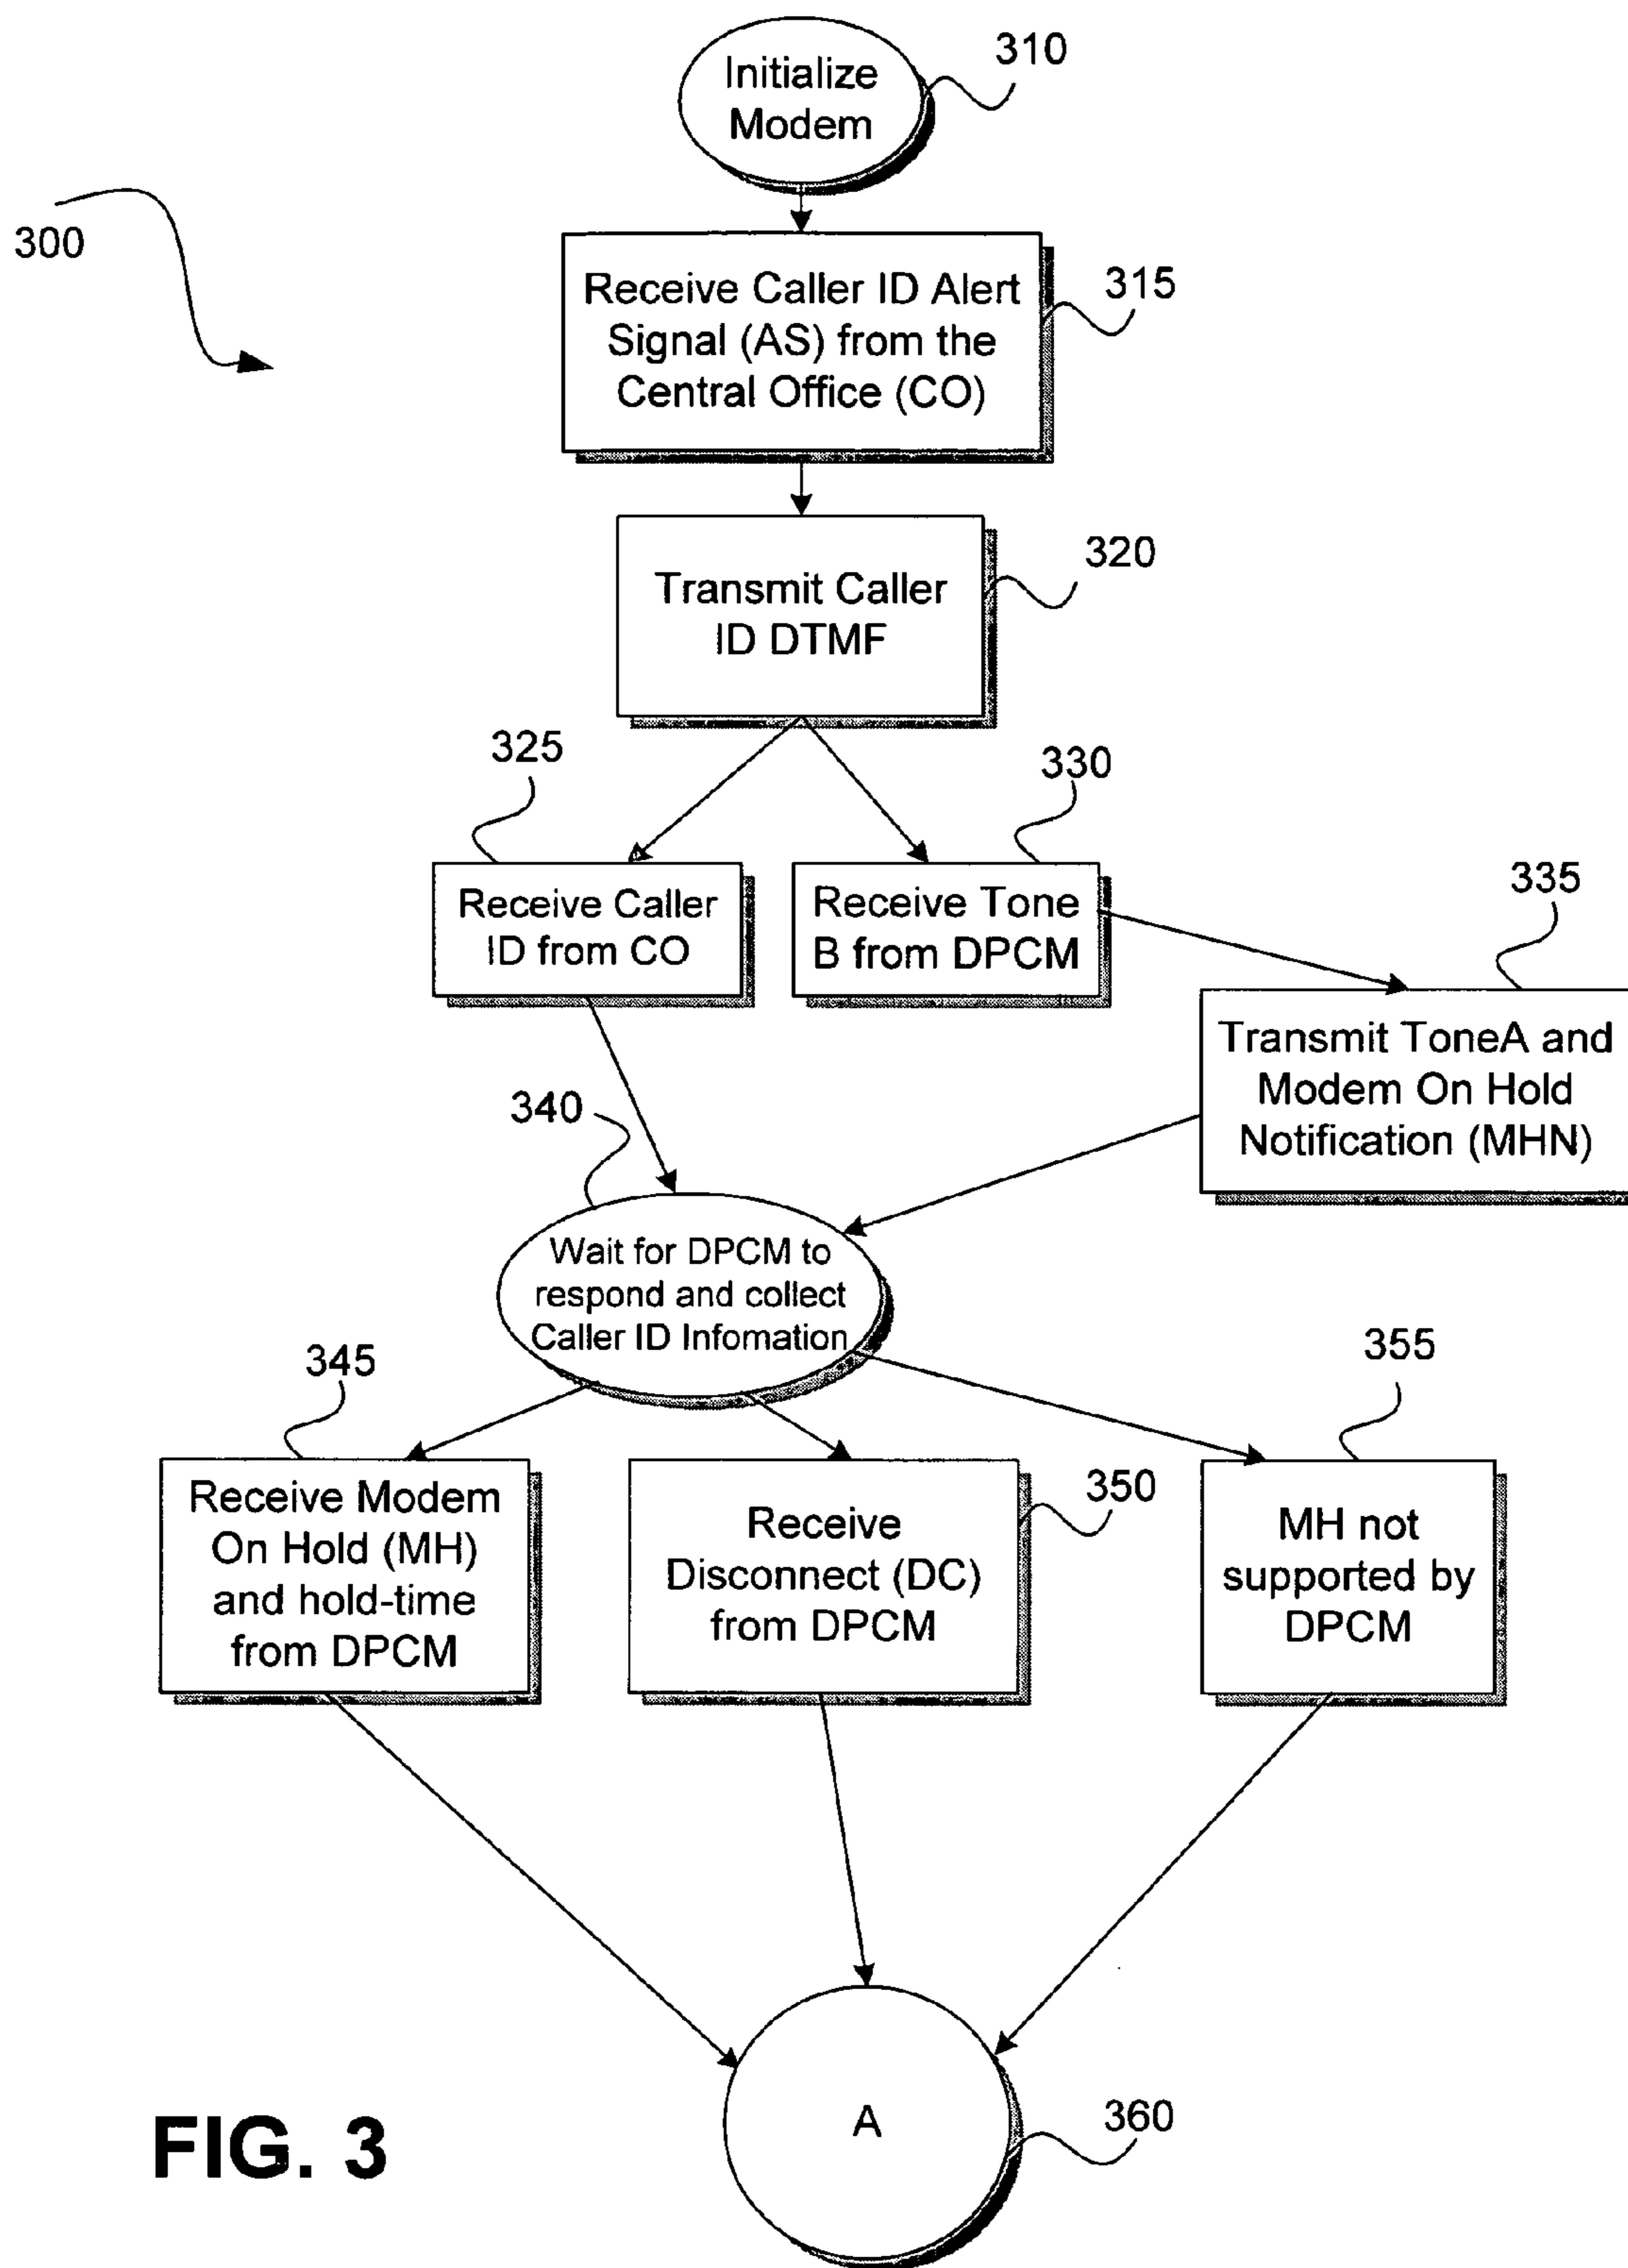 310
Initialize
Modem
300
315
Receive Caller ID Alert
Signal (AS) from the
Central Office (CO)
320
Transmit Caller
ID DTMF
325
330
335
Receive Caller
ID from CO
Receive Tone
B from DPCM
Transmit ToneA and
Modem On Hold
Notification (MHN)
340
Wait for DPCM to
respond and collect
Caller ID Infomation
345
355
350
Receive Modem
On Hold (MH)
and hold-time
from DPCM
Receive
Disconnect (DC)
from DPCM
MH not
supported by
DPCM
A
360
FIG. 3